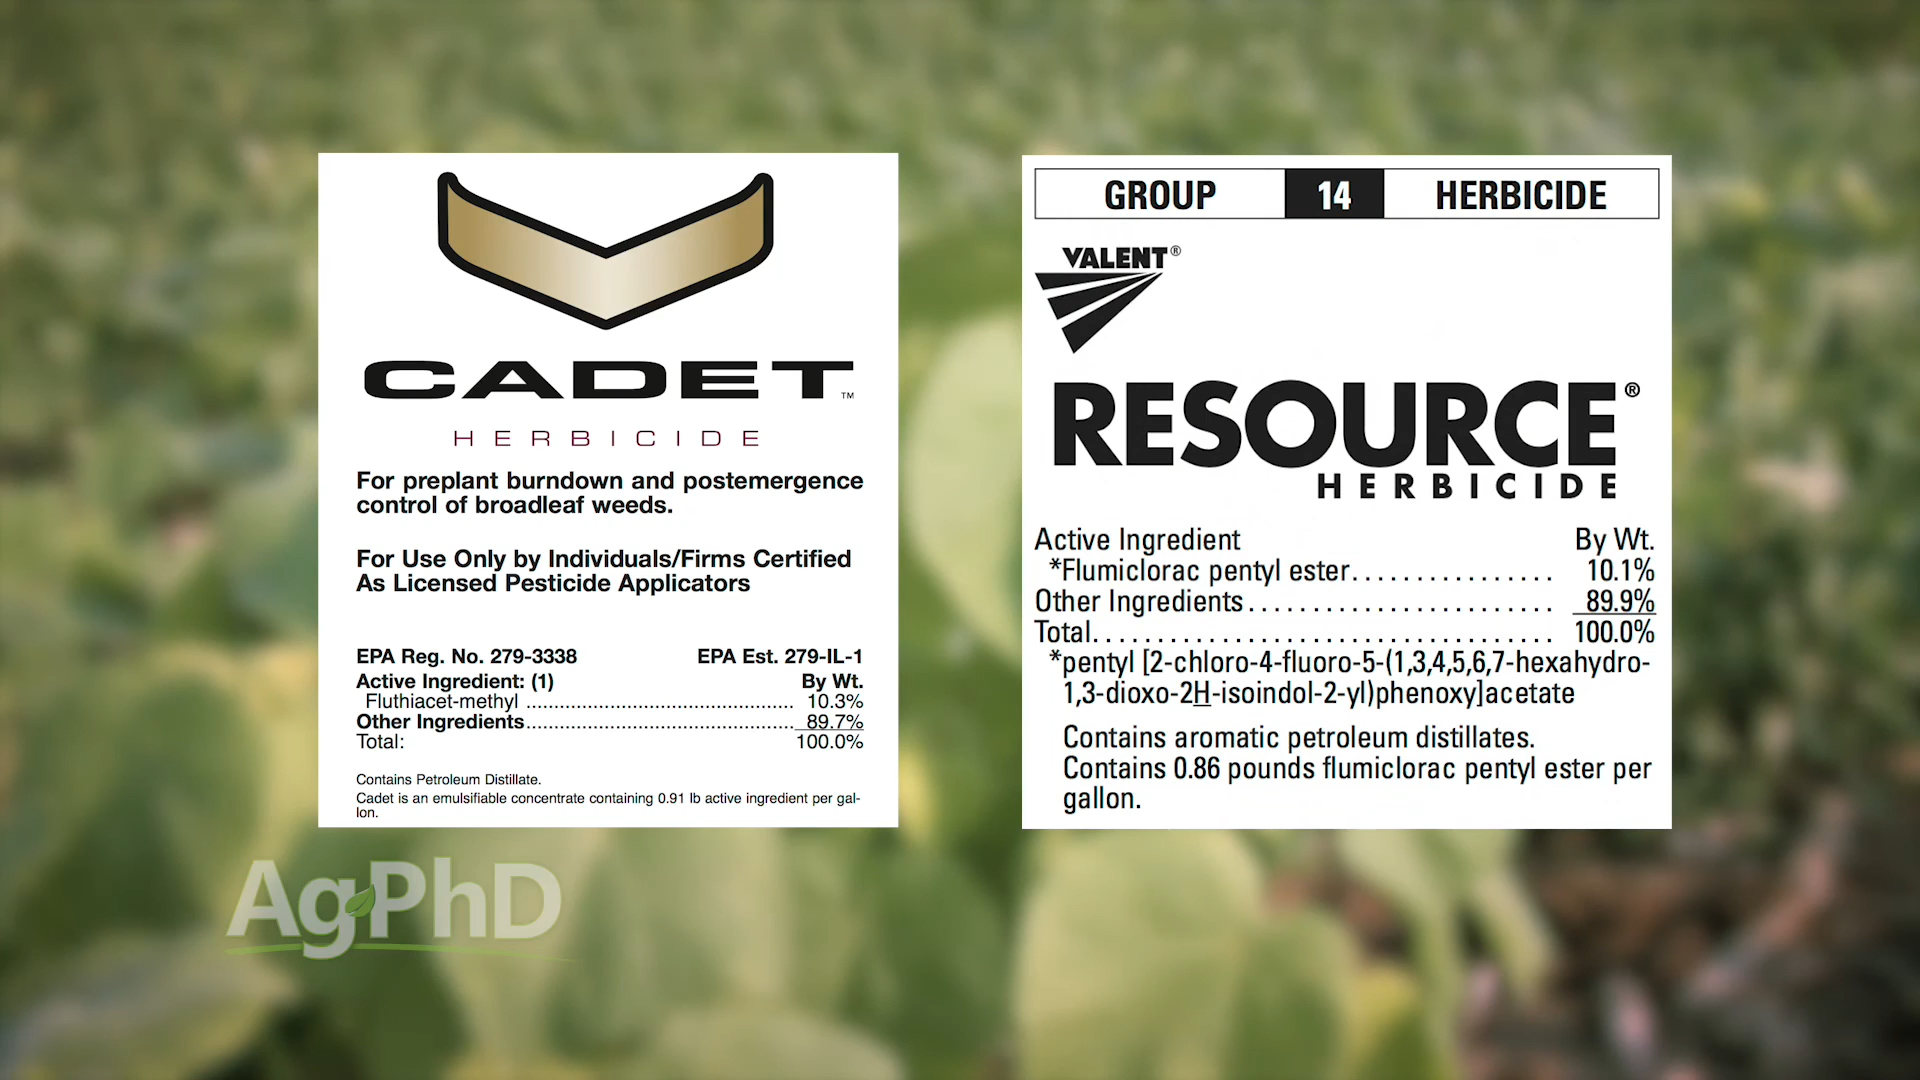 CADET™
HERBICIDE
For preplant burndown and postemergence
control of broadleaf weeds.
For Use Only by Individuals/Firms Certified
As Licensed Pesticide Applicators
EPA Reg. No. 279-3338 EPA Est. 279-IL-1
Active Ingredient: (1) By Wt.
Fluthiacet-methyl ................................................ 10.3%
Other Ingredients................................................ 89.7%
Total: 100.0%
Contains Petroleum Distillate.
Cadet is an emulsifiable concentrate containing 0.91 lb active ingredient per gal-
lon.
GROUP 14 HERBICIDE
VALENT®
RESOURCE®
HERBICIDE
Active Ingredient By Wt.
*Flumiclorac pentyl ester................ 10.1%
Other Ingredients........................ 89.9%
Total.................................... 100.0%
*pentyl [2-chloro-4-fluoro-5-(1,3,4,5,6,7-hexahydro-
1,3-dioxo-2H-isoindol-2-yl)phenoxy]acetate
Contains aromatic petroleum distillates.
Contains 0.86 pounds flumiclorac pentyl ester per
gallon.
AgPhD